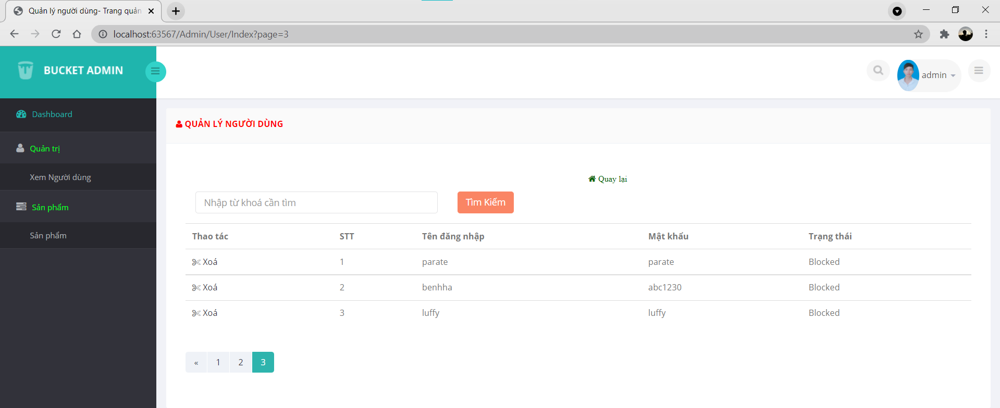 Quản lý người dùng- Trang quản
localhost:63567/Admin/User/Index?page=3
BUCKET ADMIN
admin
Dashboard
Quản trị
Xem Người dùng
Sản phẩm
Sản phẩm
QUẢN LÝ NGƯỜI DÙNG
Quay lại
Nhập từ khoá cần tìm
Tìm Kiếm
Thao tác STT Tên đăng nhập Mật khẩu Trạng thái
Xoá 1 parate parate Blocked
Xoá 2 benhha abc1230 Blocked
Xoá 3 luffy luffy Blocked
« 1 2 3